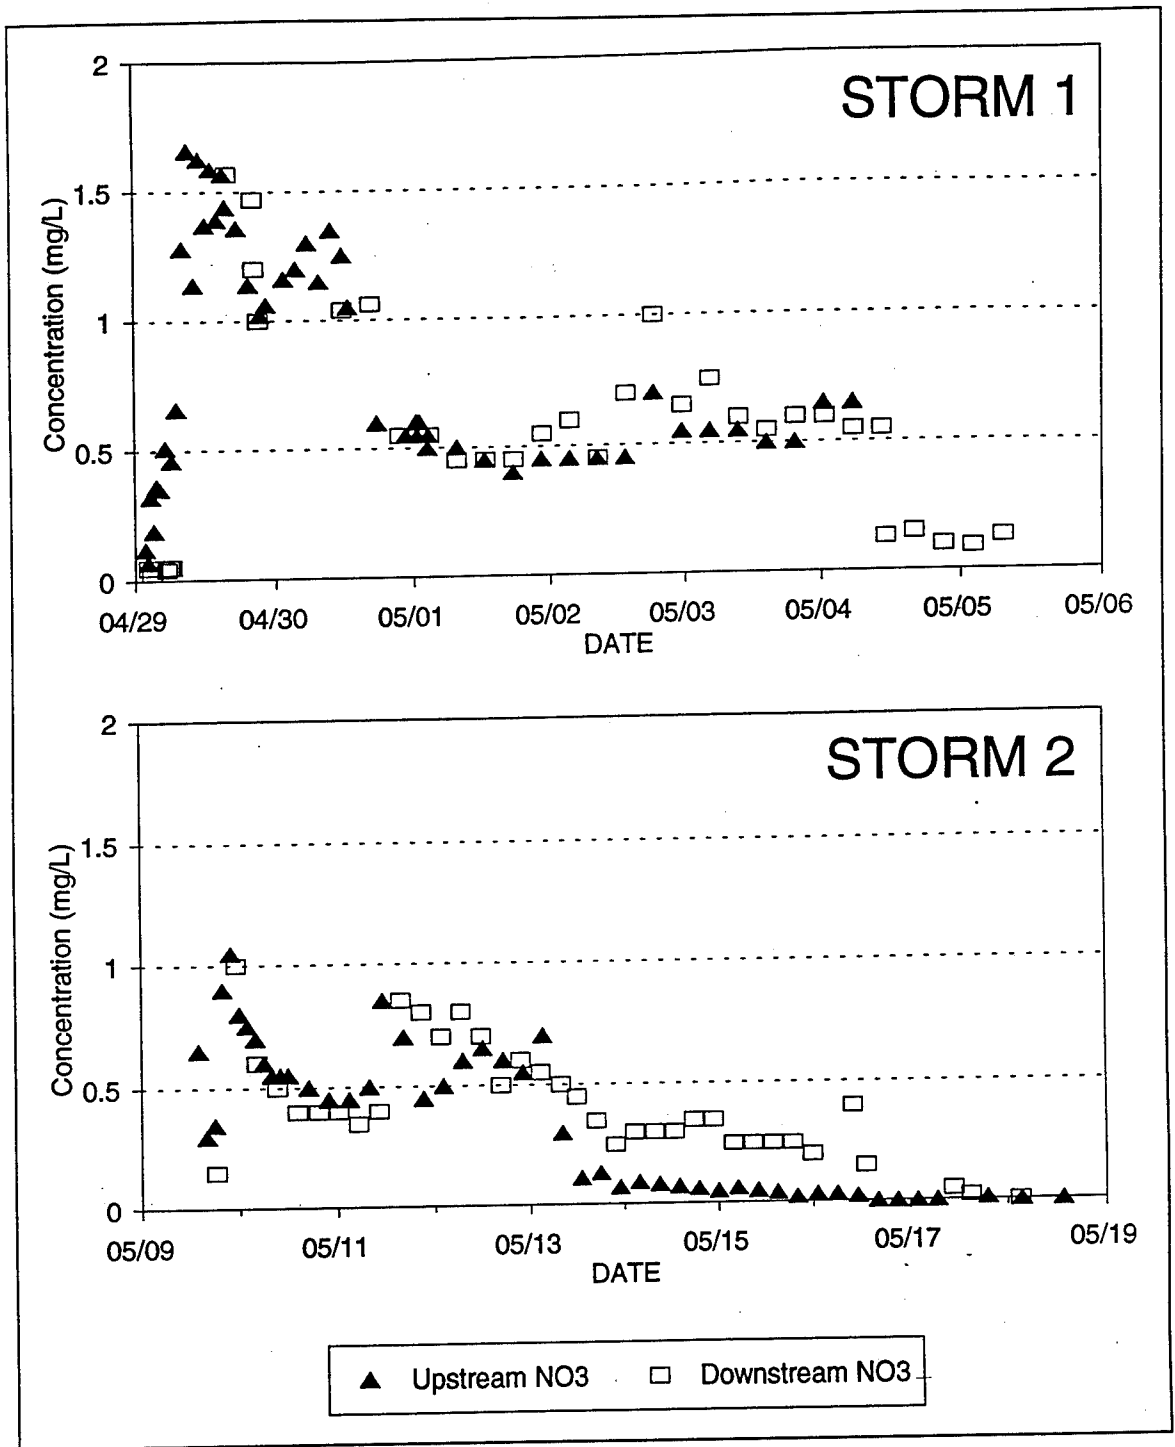 STORM 1
2
1.5
1
0.5
0
Concentration (mg/L)
04/29 04/30 05/01 05/02 05/03 05/04 05/05 05/06
DATE
STORM 2
2
1.5
1
0.5
0
Concentration (mg/L)
05/09 05/11 05/13 05/15 05/17 05/19
DATE
Upstream NO3 Downstream NO3